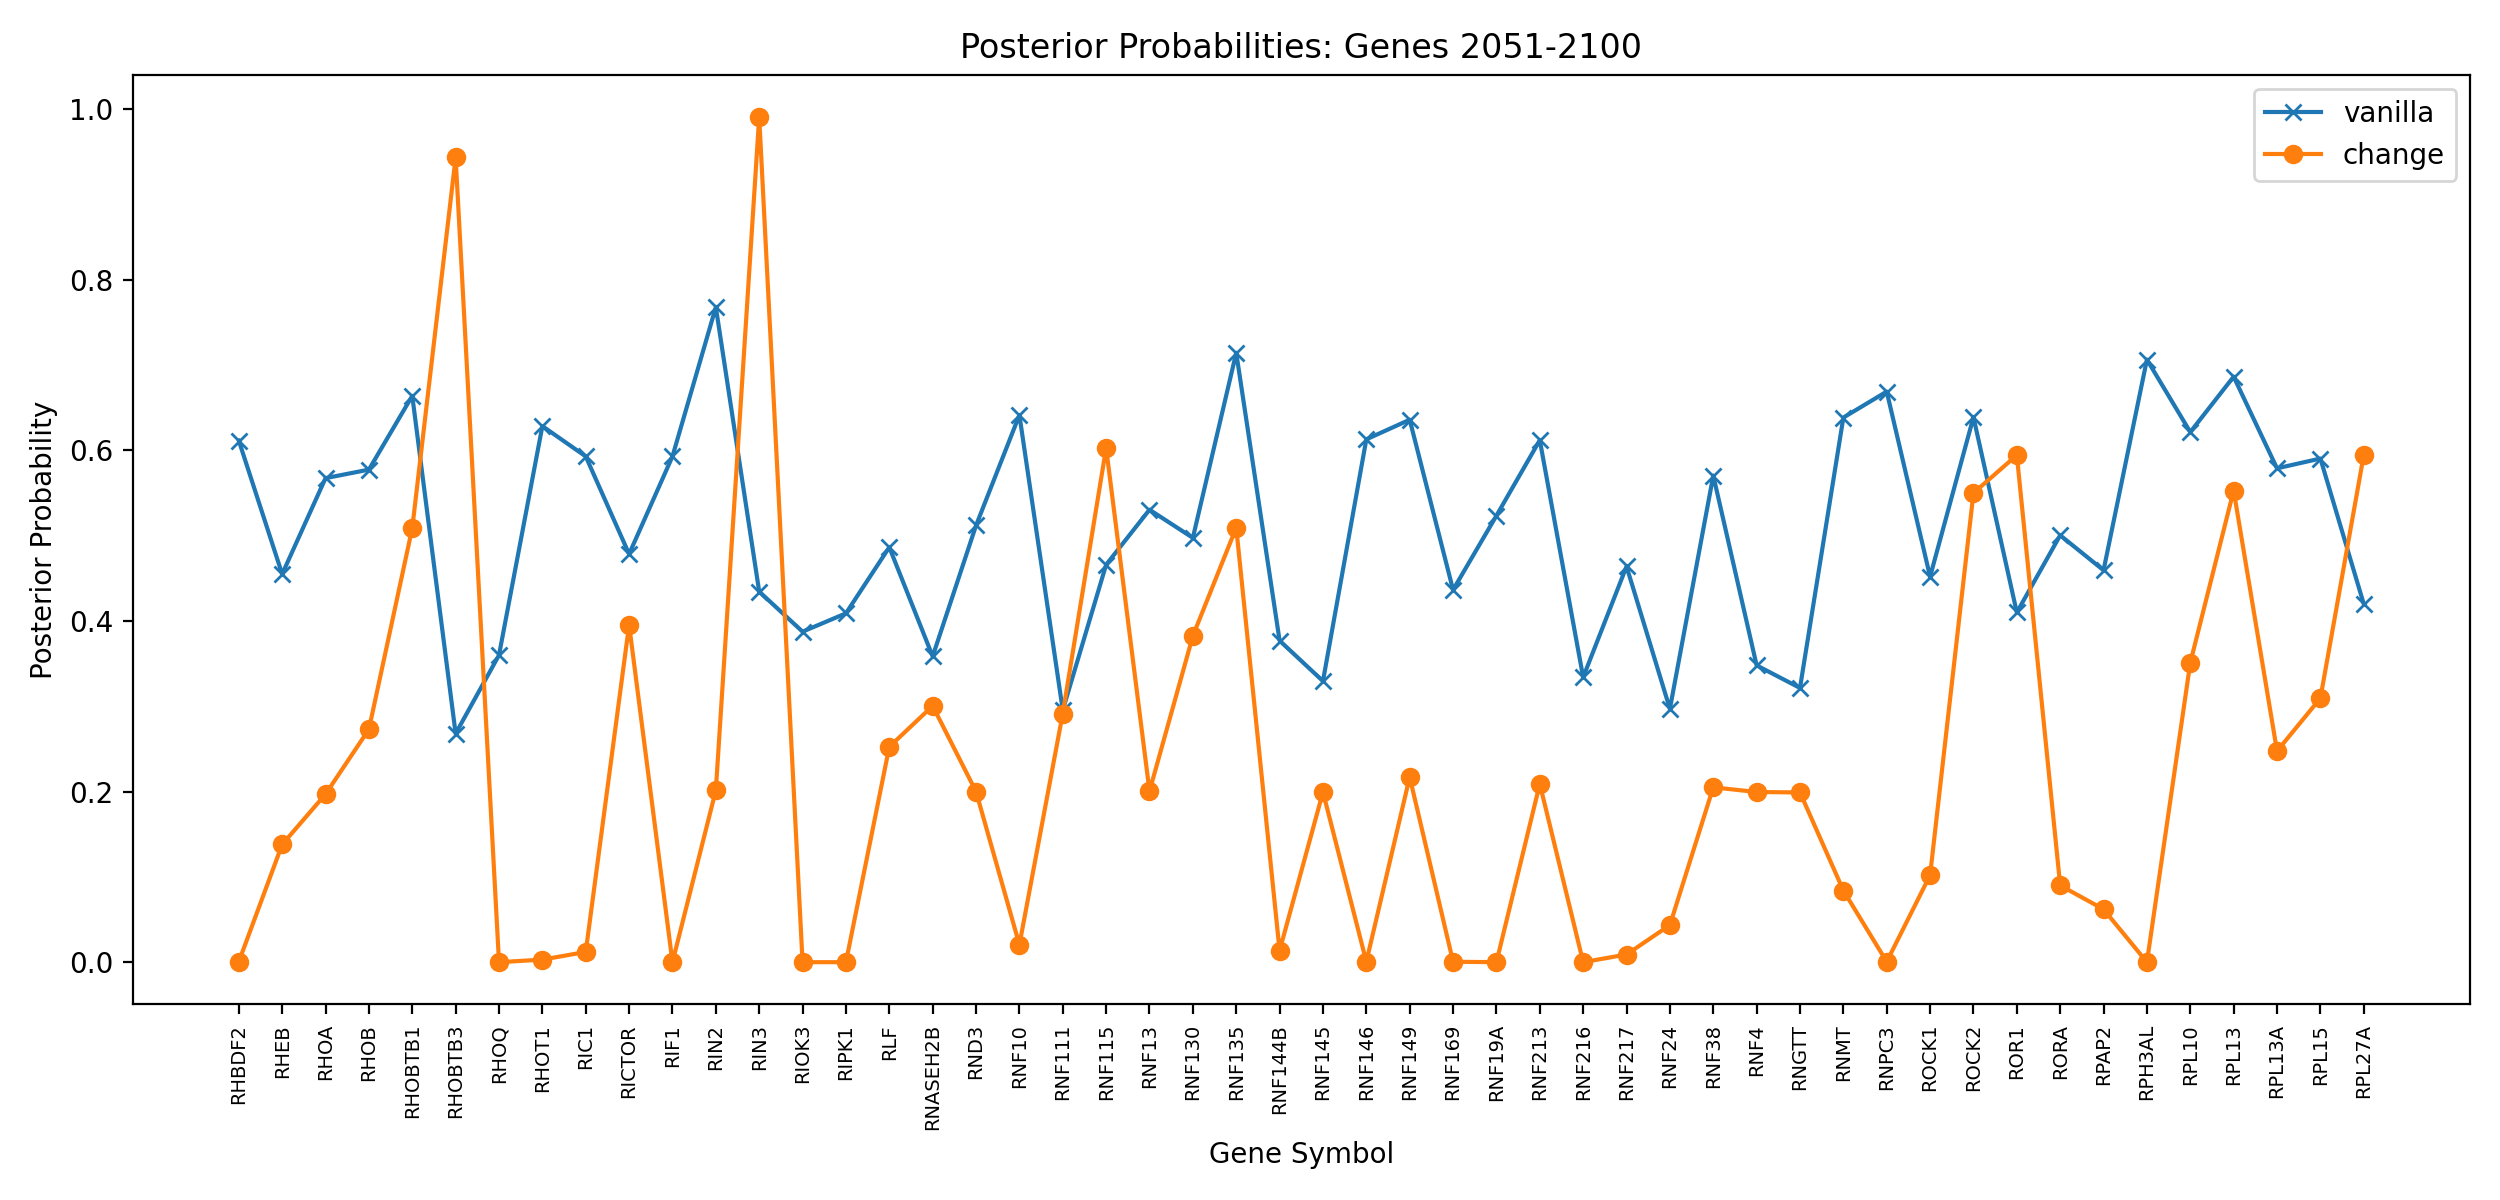 Posterior Probabilities: Genes 2051-2100
vanilla
change
Posterior Probability
1.0
0.8
0.6
0.4
0.2
0.0
RHBDF2
RHEB
RHOA
RHOB
RHOBTB1
RHOBTB3
RHOQ
RHOT1
RIC1
RICTOR
RIF1
RIN2
RIN3
RIOK3
RIPK1
RLF
RNASEH2B
RND3
RNF10
RNF111
RNF115
RNF13
RNF130
RNF135
RNF144B
RNF145
RNF146
RNF149
RNF169
RNF19A
RNF213
RNF216
RNF217
RNF24
RNF38
RNF4
RNGTT
RNMT
RNPC3
ROCK1
ROCK2
ROR1
RORA
RPAP2
RPH3AL
RPL10
RPL13
RPL13A
RPL15
RPL27A
Gene Symbol